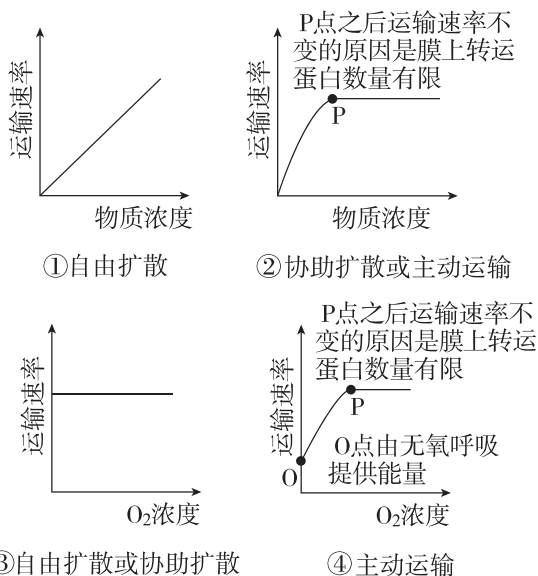 P点之后运输速率不
变的原因是膜上转运
蛋白数量有限
运输速率
物质浓度
①自由扩散
运输速率
P
物质浓度
②协助扩散或主动运输
运输速率
O₂浓度
③自由扩散或协助扩散
P点之后运输速率不
变的原因是膜上转运
蛋白数量有限
运输速率
P
O点由无氧呼吸
提供能量
O
O₂浓度
④主动运输